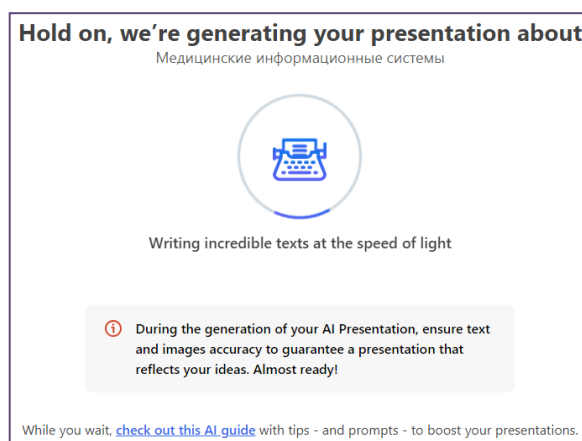 Hold on, we're generating your presentation about
Медицинские информационные системы
Writing incredible texts at the speed of light
During the generation of your AI Presentation, ensure text
and images accuracy to guarantee a presentation that
reflects your ideas. Almost ready!
While you wait, check out this AI guide with tips - and prompts - to boost your presentations.